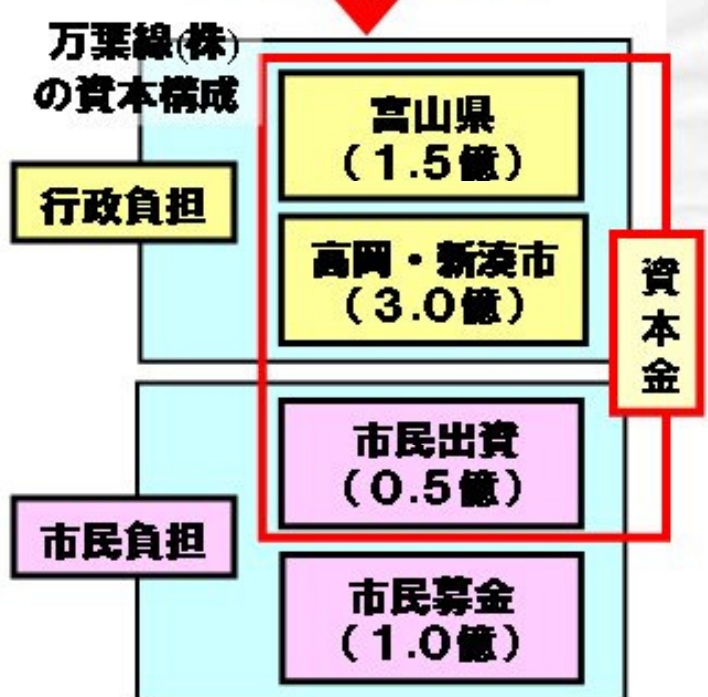 万葉線(株)
の資本構成
富山県
(1.5億)
行政負担
高岡・新湊市
(3.0億)
資本金
市民出資
(0.5億)
市民負担
市民募金
(1.0億)